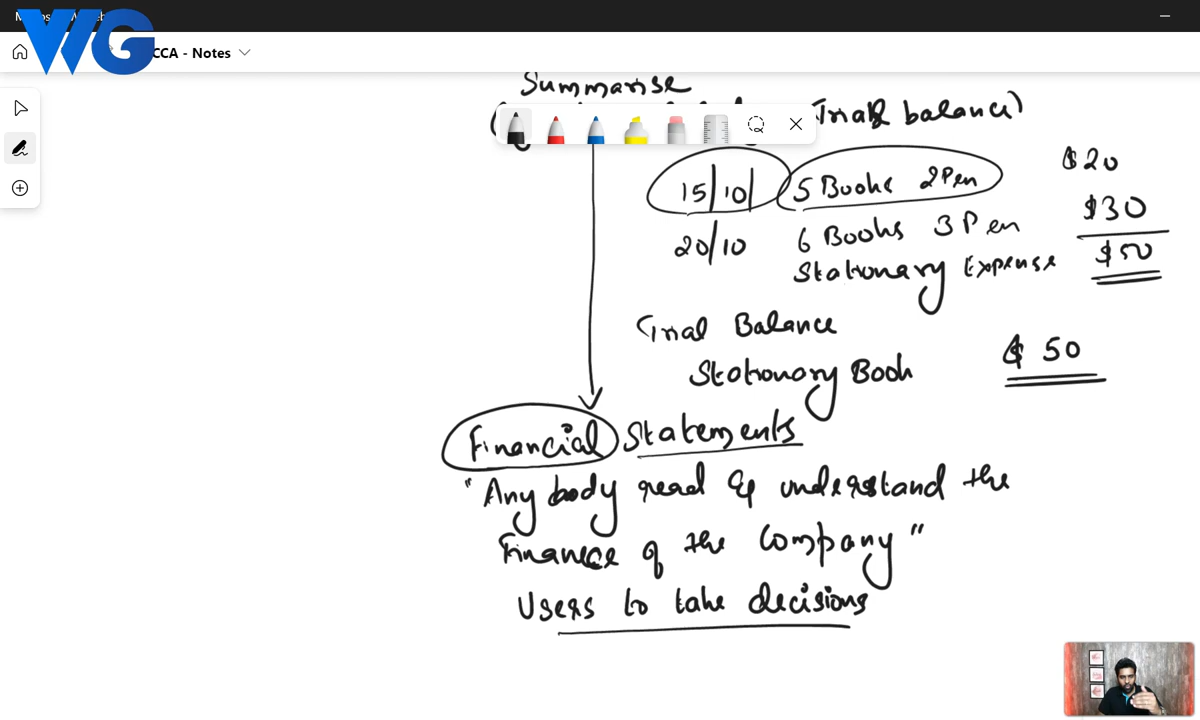 WG
CCA - Notes
Summarise
Trial balance)
15/10/ 5 Books 2 Pen $20
20/10 6 Books 3 Pen $30
Stationary Expense $50
Trial Balance
Stationary Book $ 50
Financial Statements
"Any body read & understand the
Finance of the Company"
Users to take decisions